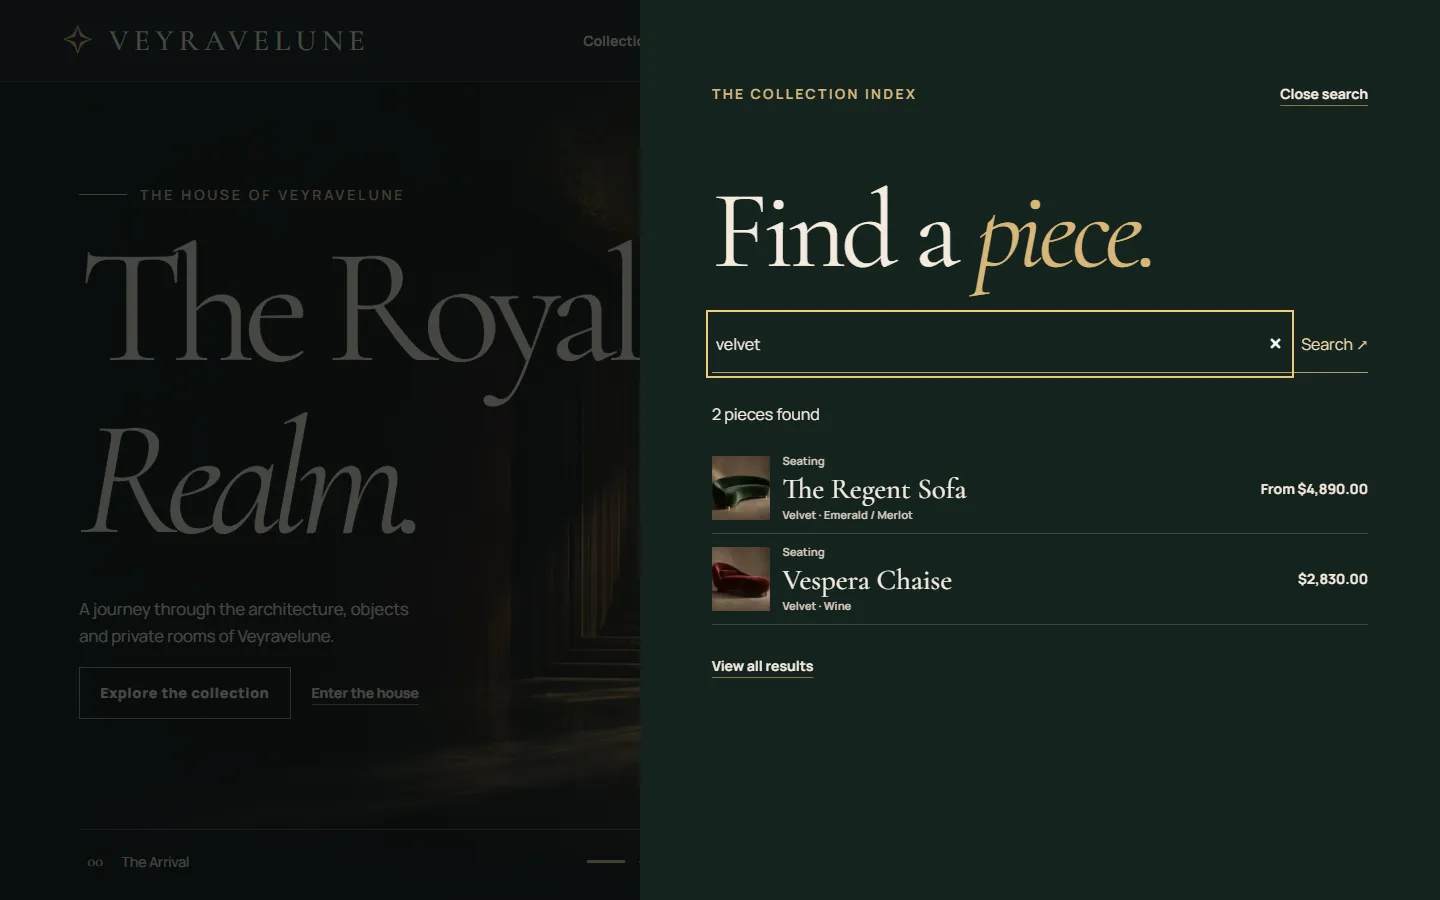 VEYRAVELUNE
THE HOUSE OF VEYRAVELUNE
The Royal
Realm.
A journey through the architecture, objects
and private rooms of Veyravelune.
Explore the collection
Enter the house
00 The Arrival
THE COLLECTION INDEX
Close search
Find a piece.
velvet
Search ↗
2 pieces found
Seating
The Regent Sofa
Velvet · Emerald / Merlot
From $4,890.00
Seating
Vespera Chaise
Velvet · Wine
$2,830.00
View all results